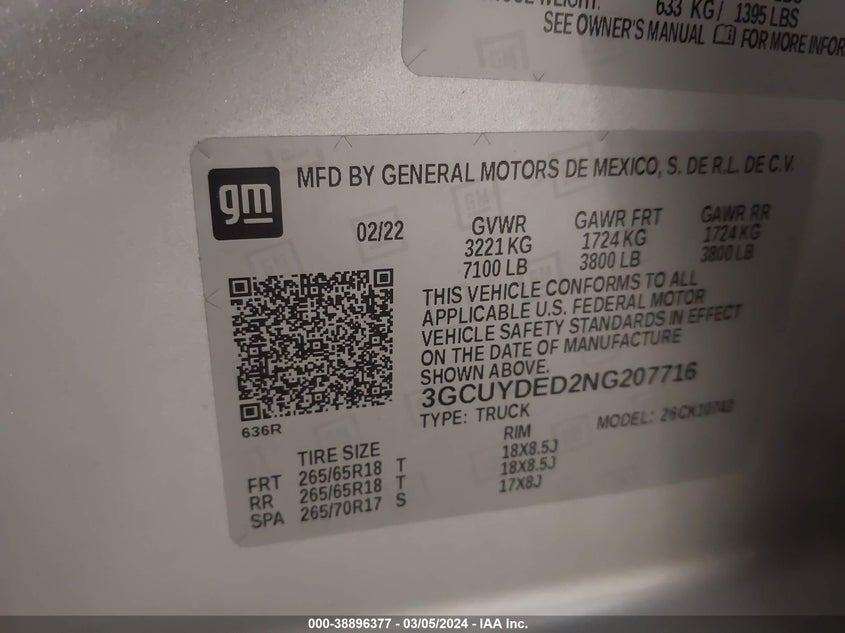 633 KG / 1395 LBS
SEE OWNER'S MANUAL FOR MORE INFOR
gm
MFD BY GENERAL MOTORS DE MEXICO, S. DE R.L. DE C.V.
02/22
GVWR GAWR FRT GAWR RR
3221 KG 1724 KG 1724 KG
7100 LB 3800 LB 3800 LB
THIS VEHICLE CONFORMS TO ALL
APPLICABLE U.S. FEDERAL MOTOR
VEHICLE SAFETY STANDARDS IN EFFECT
ON THE DATE OF MANUFACTURE
SHOWN ABOVE.
3GCUYDED2NG207716
TYPE: TRUCK MODEL:
636R
TIRE SIZE RIM
FRT 265/65R18 T 18X8.5J
RR 265/65R18 T 18X8.5J
SPA 265/70R17 S 17X8J
000-38896377 — 03/05/2024 — IAA Inc.